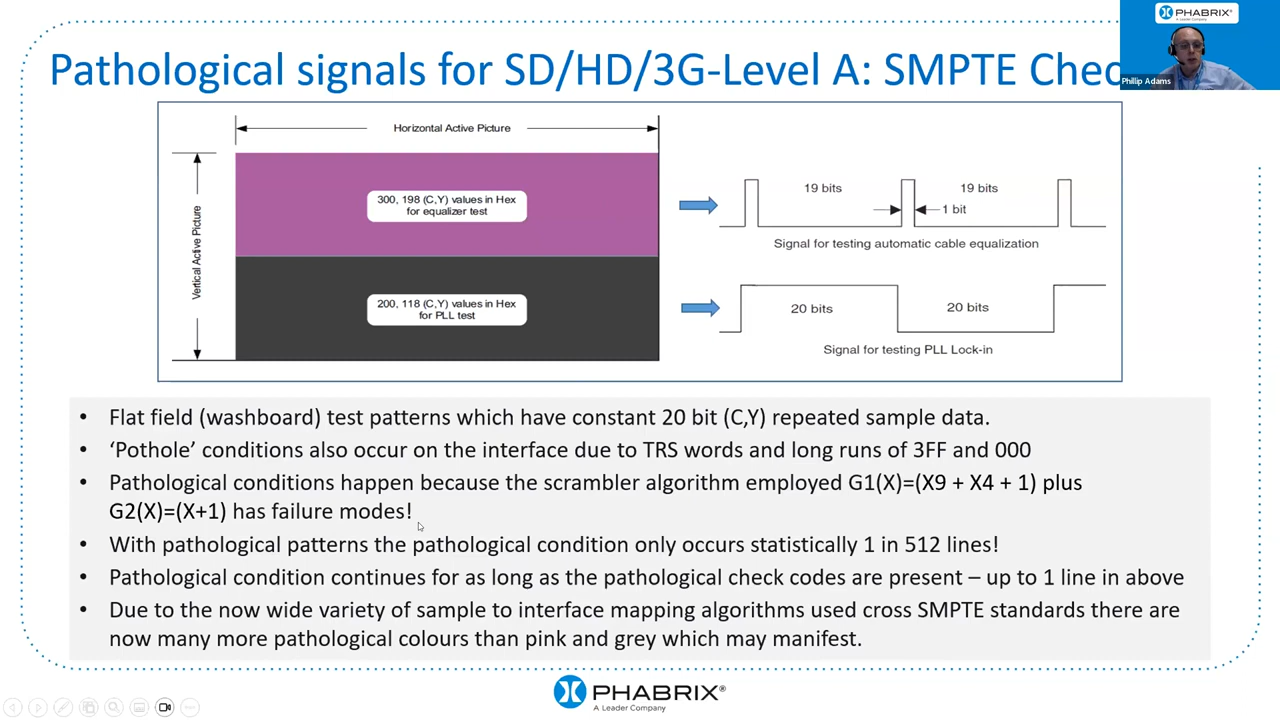 PHABRIX®
A Leader Company
Phillip Adams
Pathological signals for SD/HD/3G-Level A: SMPTE Chec
Horizontal Active Picture
Vertical Active Picture
300, 198 (C,Y) values in Hex
for equalizer test
200, 118 (C,Y) values in Hex
for PLL test
19 bits
19 bits
1 bit
Signal for testing automatic cable equalization
20 bits
20 bits
Signal for testing PLL Lock-in
• Flat field (washboard) test patterns which have constant 20 bit (C,Y) repeated sample data.
• ‘Pothole’ conditions also occur on the interface due to TRS words and long runs of 3FF and 000
• Pathological conditions happen because the scrambler algorithm employed G1(X)=(X9 + X4 + 1) plus
G2(X)=(X+1) has failure modes!
• With pathological patterns the pathological condition only occurs statistically 1 in 512 lines!
• Pathological condition continues for as long as the pathological check codes are present – up to 1 line in above
• Due to the now wide variety of sample to interface mapping algorithms used cross SMPTE standards there are
now many more pathological colours than pink and grey which may manifest.
PHABRIX®
A Leader Company